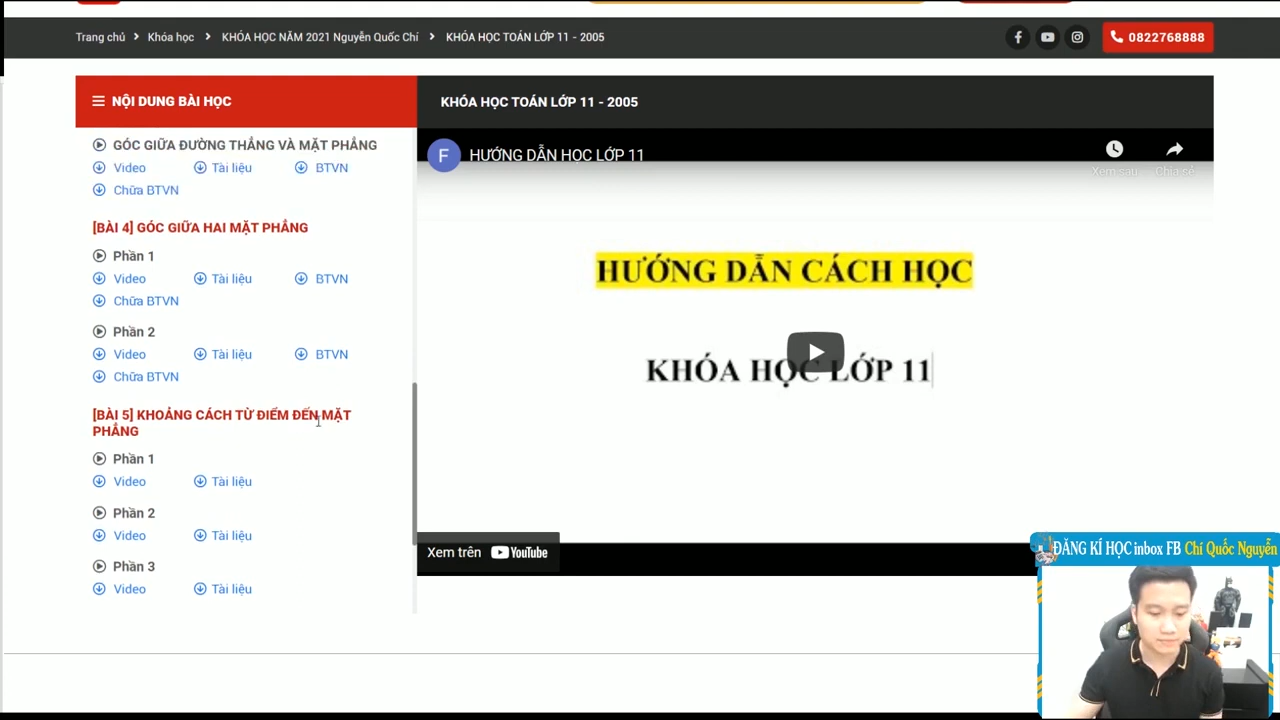 Trang chủ > Khóa học > KHÓA HỌC NĂM 2021 Nguyễn Quốc Chí > KHÓA HỌC TOÁN LỚP 11 - 2005
0822768888
NỘI DUNG BÀI HỌC
GÓC GIỮA ĐƯỜNG THẲNG VÀ MẶT PHẲNG
Video Tài liệu BTVN
Chữa BTVN
[BÀI 4] GÓC GIỮA HAI MẶT PHẲNG
Phần 1
Video Tài liệu BTVN
Chữa BTVN
Phần 2
Video Tài liệu BTVN
Chữa BTVN
[BÀI 5] KHOẢNG CÁCH TỪ ĐIỂM ĐẾN MẶT
PHẲNG
Phần 1
Video Tài liệu
Phần 2
Video Tài liệu
Phần 3
Video Tài liệu
KHÓA HỌC TOÁN LỚP 11 - 2005
F HƯỚNG DẪN HỌC LỚP 11
Xem sau Chia sẻ
HƯỚNG DẪN CÁCH HỌC
KHÓA HỌC LỚP 11
Xem trên YouTube
ĐĂNG KÍ HỌC inbox FB Chí Quốc Nguyễn